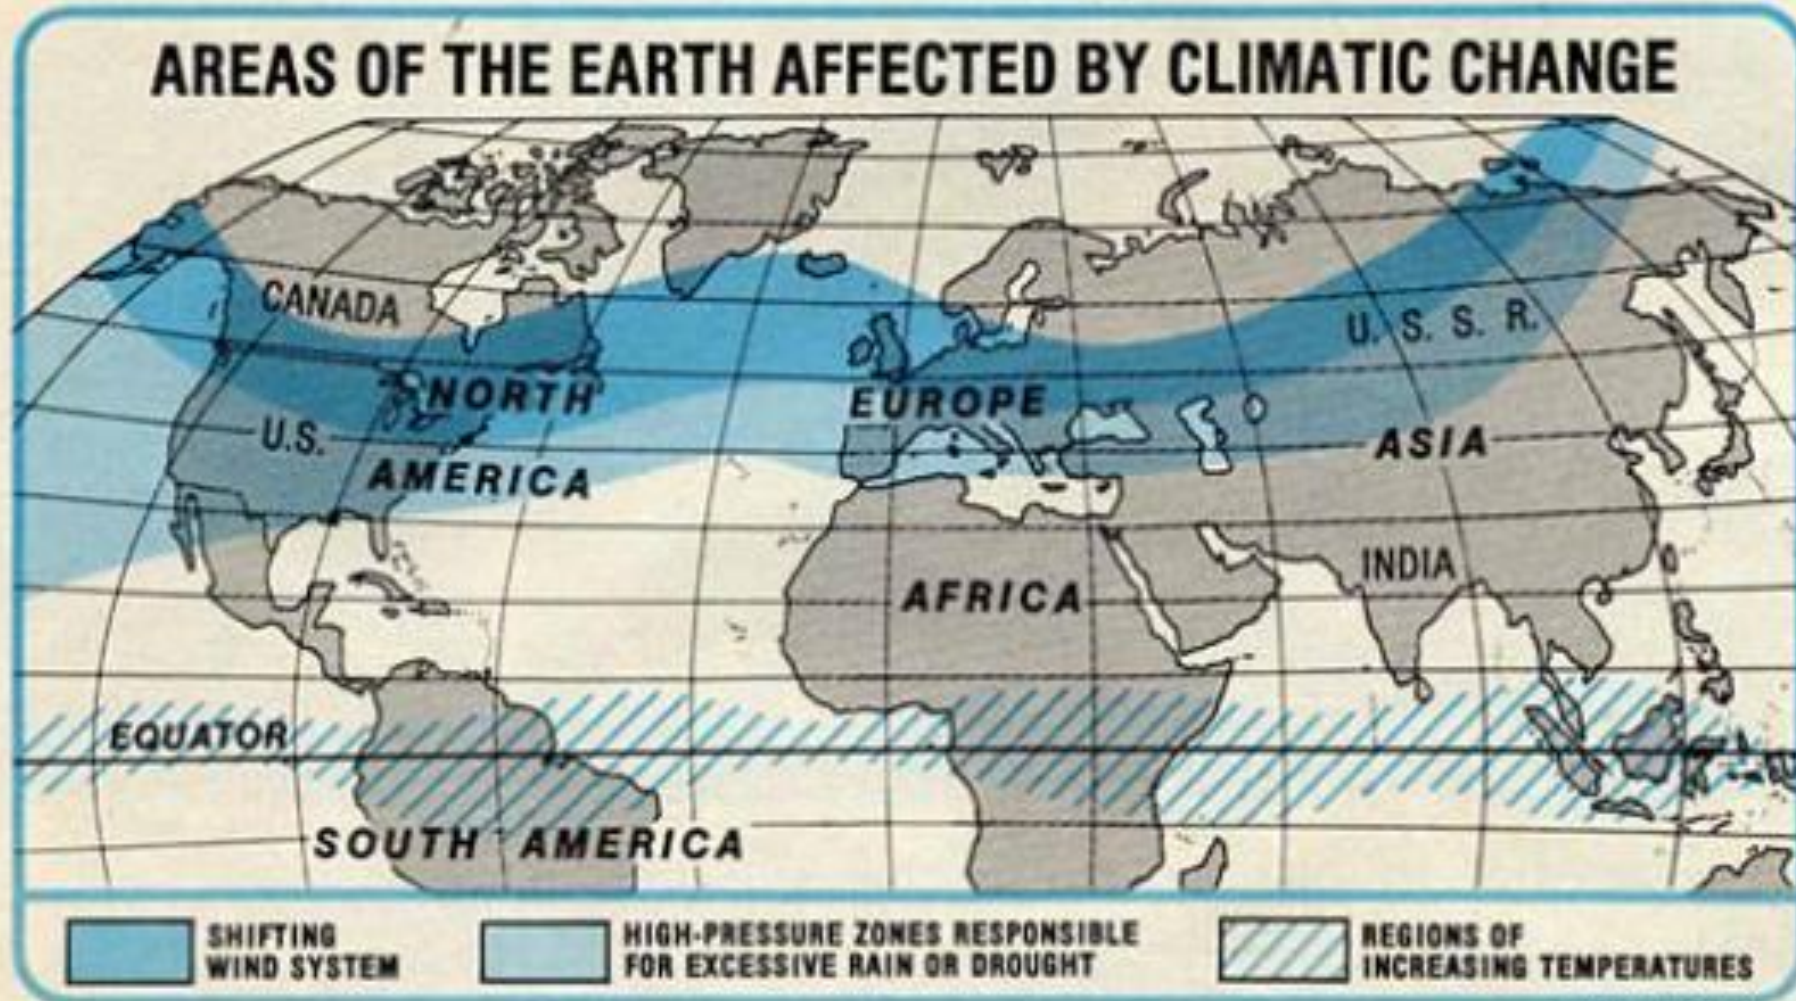 AREAS OF THE EARTH AFFECTED BY CLIMATIC CHANGE
CANADA
U. S. S. R.
NORTH
EUROPE
U.S.
ASIA
AMERICA
INDIA
AFRICA
EQUATOR
SOUTH AMERICA
SHIFTING
WIND SYSTEM
HIGH-PRESSURE ZONES RESPONSIBLE
FOR EXCESSIVE RAIN OR DROUGHT
REGIONS OF
INCREASING TEMPERATURES